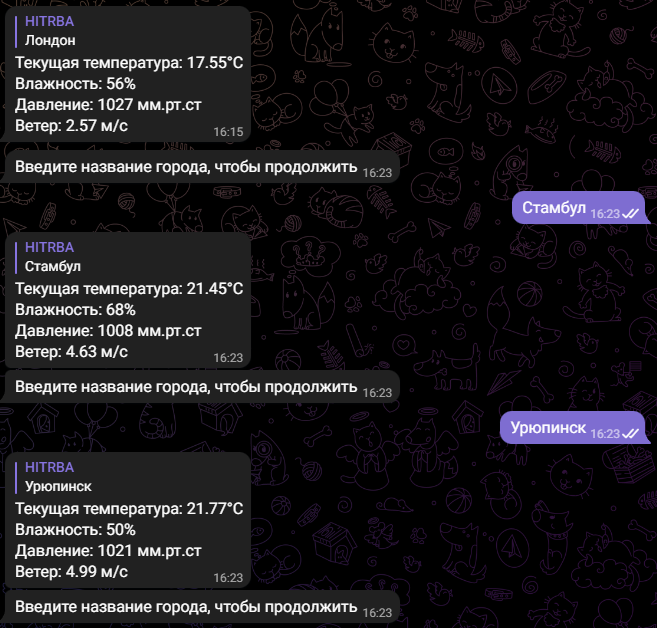 HITRBA
Лондон
Текущая температура: 17.55°C
Влажность: 56%
Давление: 1027 мм.рт.ст
Ветер: 2.57 м/с
16:15
Введите название города, чтобы продолжить 16:23
Стамбул 16:23
HITRBA
Стамбул
Текущая температура: 21.45°C
Влажность: 68%
Давление: 1008 мм.рт.ст
Ветер: 4.63 м/с
16:23
Введите название города, чтобы продолжить 16:23
Урюпинск 16:23
HITRBA
Урюпинск
Текущая температура: 21.77°C
Влажность: 50%
Давление: 1021 мм.рт.ст
Ветер: 4.99 м/с
16:23
Введите название города, чтобы продолжить 16:23